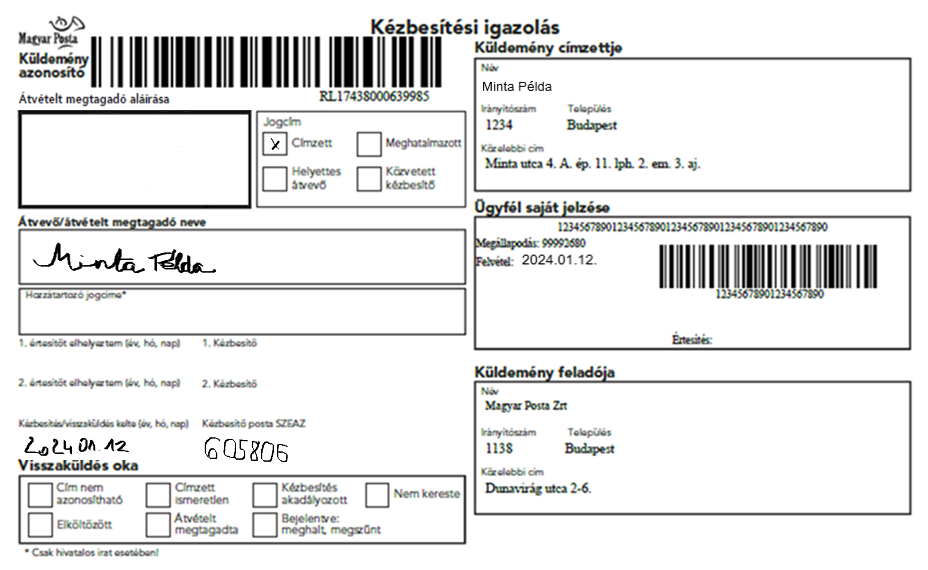 Kézbesítési igazolás
Magyar Posta
Küldemény
azonosító
RL17438000639985
Átvételt megtagadó aláírása
Jogcím
x Címzett
Meghatalmazott
Helyettes
átvevő
Közvetett
kézbesítő
Átvevő/átvételt megtagadó neve
Minta Példa
Hozzátartozó jogcíme*
1. értesítőt elhelyeztem (év, hó, nap) 1. Kézbesítő
2. értesítőt elhelyeztem (év, hó, nap) 2. Kézbesítő
Kézbesítés/visszaküldés kelte (év, hó, nap) Kézbesítő posta SZEAZ
2024.01.12 605806
Visszaküldés oka
Cím nem
azonosítható
Címzett
ismeretlen
Kézbesítés
akadályozott
Nem kereste
Elköltözött
Átvételt
megtagadta
Bejelentve:
meghalt, megszűnt
* Csak hivatalos irat esetében!
Küldemény címzettje
Név
Minta Példa
Irányítószám Település
1234 Budapest
Közelebbi cím
Minta utca 4. A. ép. 11. lph. 2. em. 3. aj.
Ügyfél saját jelzése
1234567890123456789012345678901234567890
Megállapodás: 99992680
Felvétel: 2024.01.12.
12345678901234567890
Értesítés:
Küldemény feladója
Név
Magyar Posta Zrt
Irányítószám Település
1138 Budapest
Közelebbi cím
Dunavirág utca 2-6.